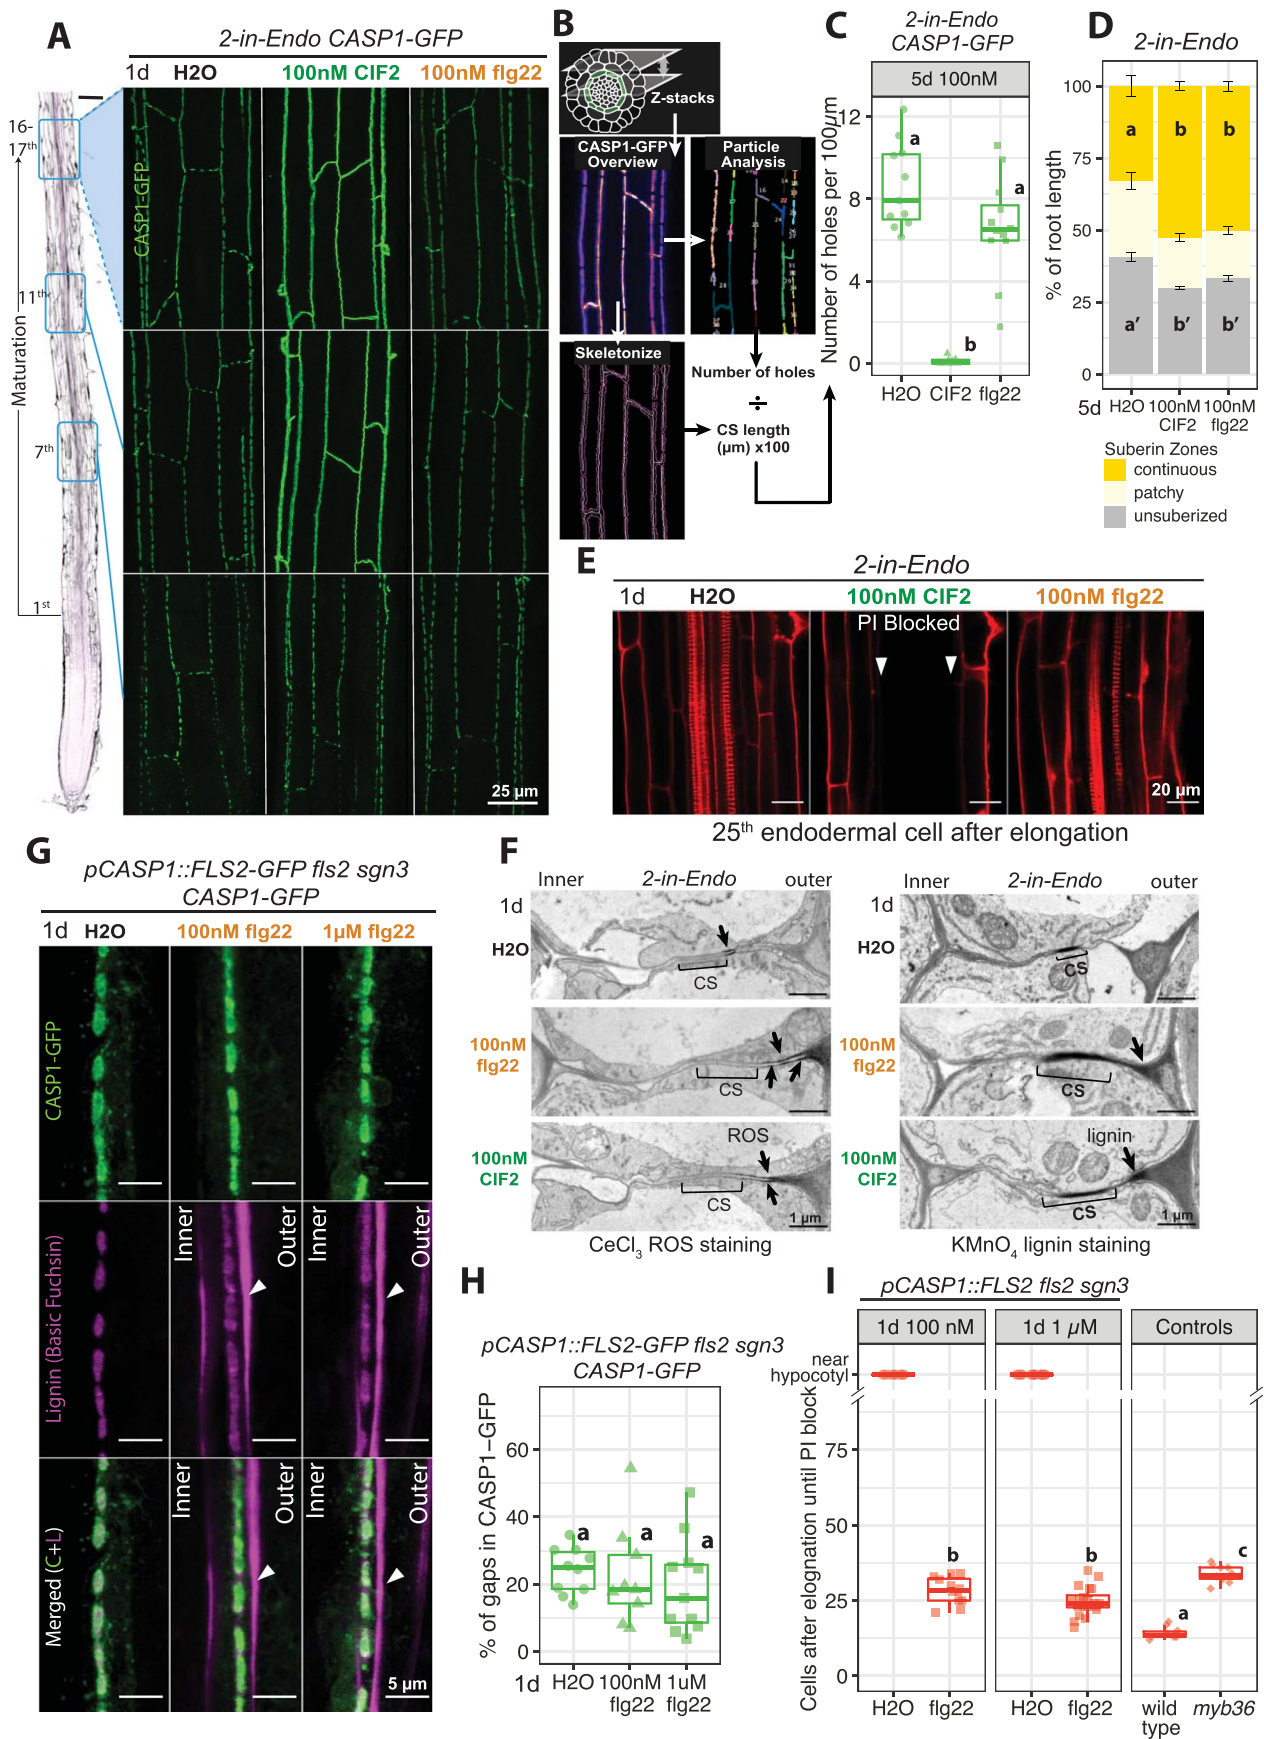 A
2-in-Endo CASP1-GFP
1d H2O 100nM CIF2 100nM flg22
16-
17th
11th
7th
1st
Maturation
CASP1-GFP
25 µm
B
Z-stacks
CASP1-GFP
Overview
Particle
Analysis
Skeletonize
Number of holes
÷
CS length
(µm) x100
C
2-in-Endo
CASP1-GFP
5d 100nM
Number of holes per 100µm
12
8
4
0
a
b
a
H2O CIF2 flg22
D
2-in-Endo
% of root length
100
75
50
25
0
a b b
a′ b′ b′
5d H2O 100nM 100nM
CIF2 flg22
Suberin Zones
continuous
patchy
unsuberized
E
2-in-Endo
1d H2O 100nM CIF2 100nM flg22
PI Blocked
20 µm
25th endodermal cell after elongation
F
Inner 2-in-Endo outer
1d
H2O
CS
100nM
flg22
CS
ROS
100nM
CIF2
CS
1 µm
CeCl3 ROS staining
Inner 2-in-Endo outer
1d
H2O
CS
100nM
flg22
CS
lignin
100nM
CIF2
CS
1 µm
KMnO4 lignin staining
G
pCASP1::FLS2-GFP fls2 sgn3
CASP1-GFP
1d H2O 100nM flg22 1µM flg22
CASP1-GFP
Lignin (Basic Fuchsin)
Inner Outer Inner Outer
Merged (C+L)
Inner Outer Inner Outer
5 µm
H
pCASP1::FLS2-GFP fls2 sgn3
CASP1-GFP
% of gaps in CASP1-GFP
60
40
20
0
a a a
1d H2O 100nM 1uM
flg22 flg22
I
pCASP1::FLS2 fls2 sgn3
1d 100 nM 1d 1 µM Controls
near
hypocotyl
Cells after elognation until PI block
75
50
25
0
b
b
a
c
H2O flg22 H2O flg22 wild myb36
type